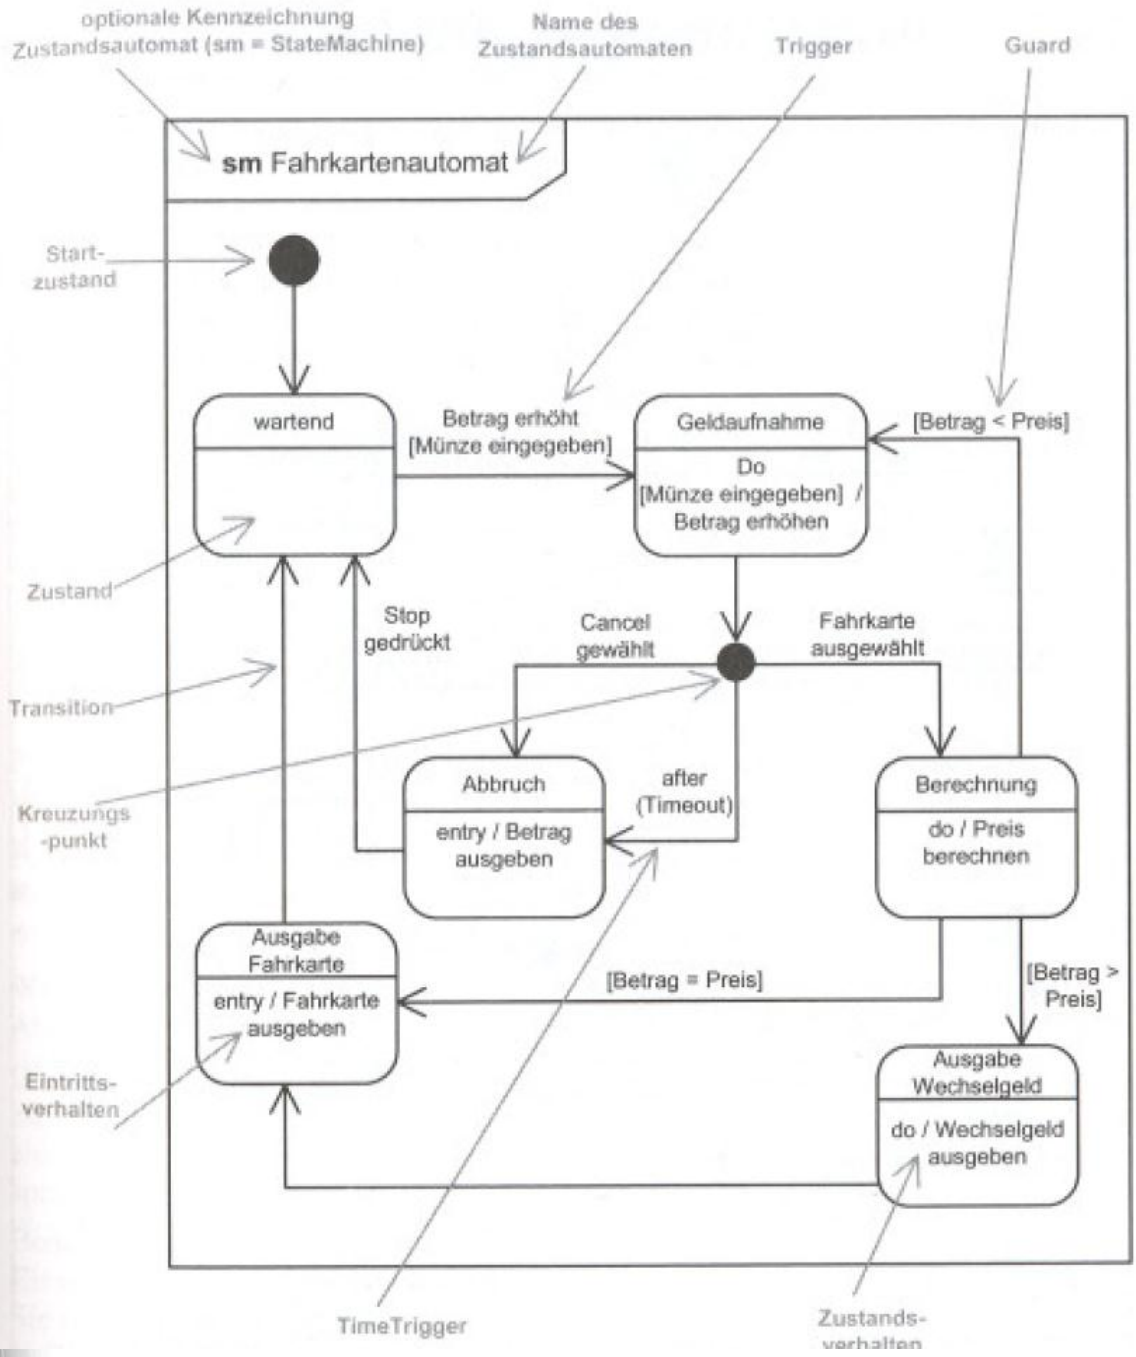 optionale Kennzeichnung
Zustandsautomat (sm = StateMachine)
Name des
Zustandsautomaten
Trigger
Guard
sm Fahrkartenautomat
Start-
zustand
wartend
Betrag erhöht
[Münze eingegeben]
Geldaufnahme
Do
[Münze eingegeben] /
Betrag erhöhen
[Betrag < Preis]
Zustand
Stop
gedrückt
Cancel
gewählt
Fahrkarte
ausgewählt
Transition
Kreuzungs
-punkt
Abbruch
entry / Betrag
ausgeben
after
(Timeout)
Berechnung
do / Preis
berechnen
Ausgabe
Fahrkarte
entry / Fahrkarte
ausgeben
[Betrag = Preis]
[Betrag >
Preis]
Eintritts-
verhalten
Ausgabe
Wechselgeld
do / Wechselgeld
ausgeben
TimeTrigger
Zustands-
verhalten